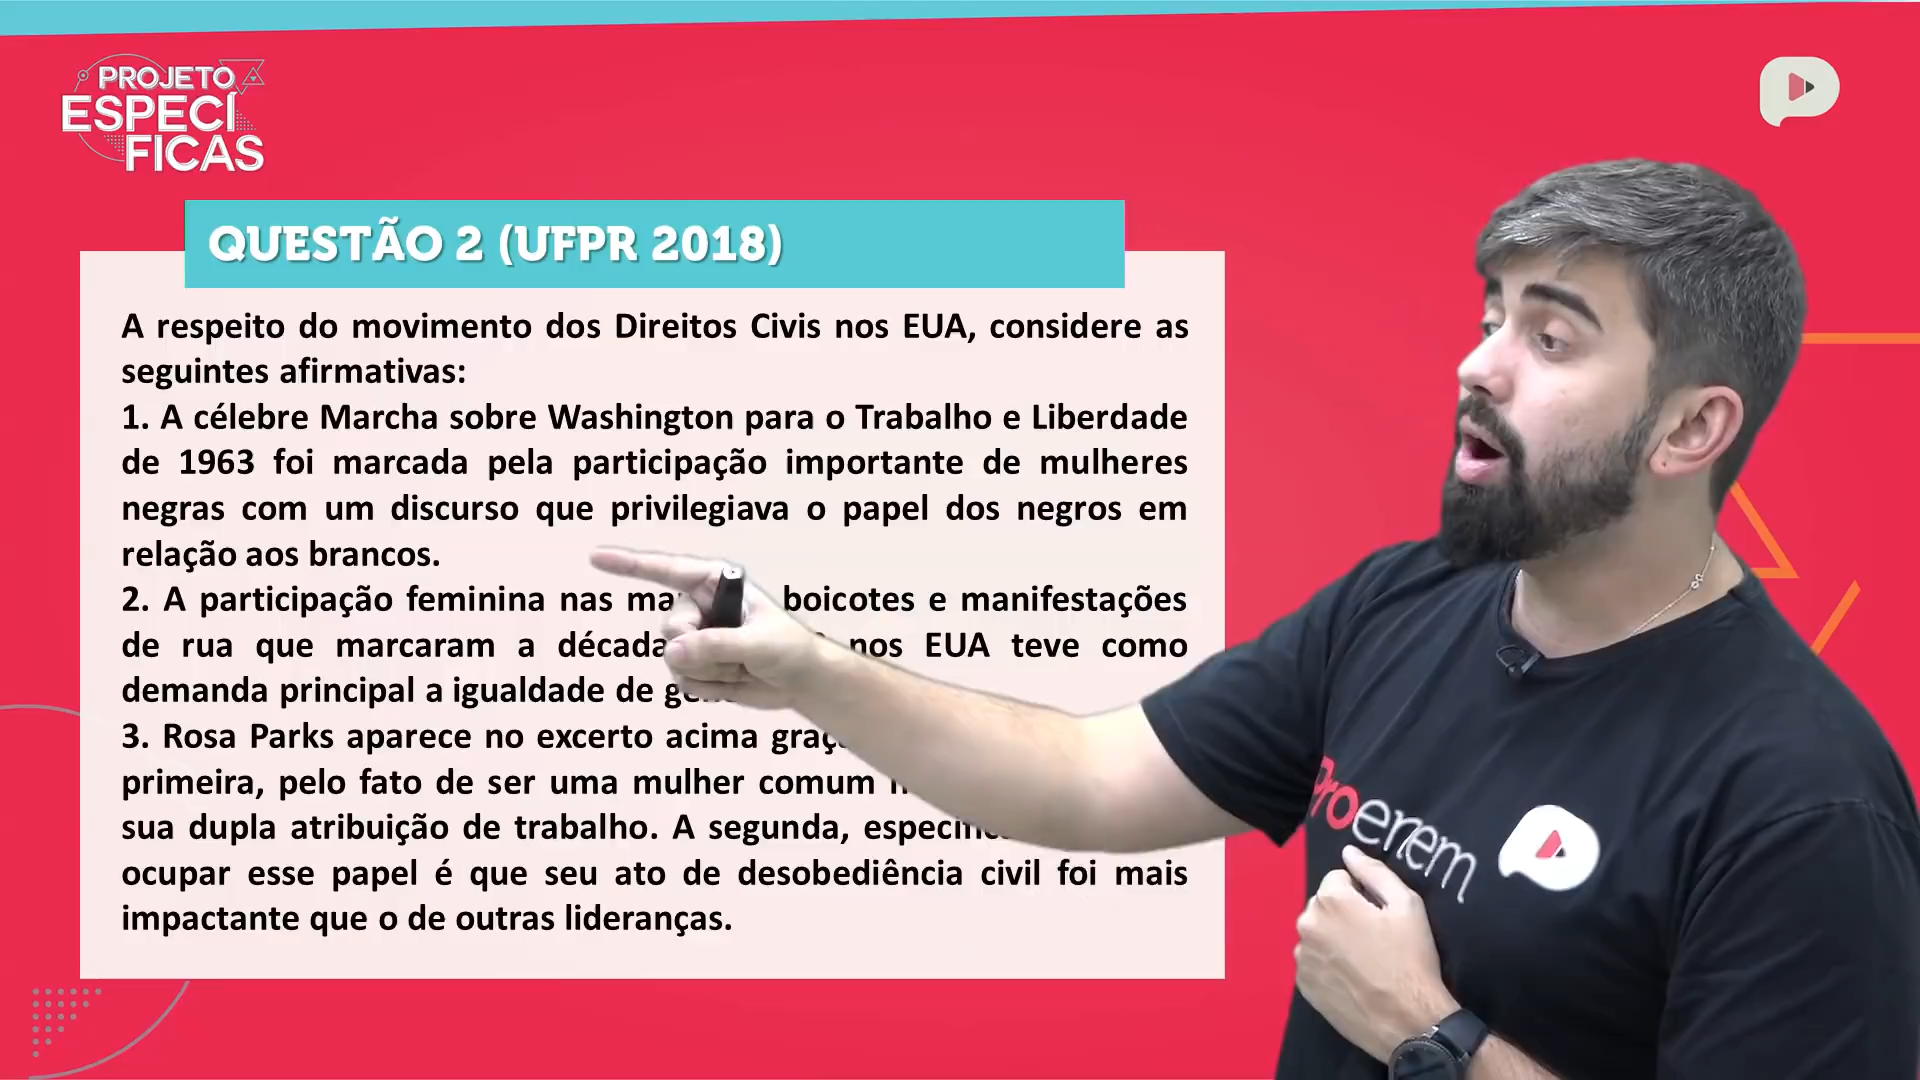 PROJETO
ESPECÍ
FICAS
QUESTÃO 2 (UFPR 2018)
A respeito do movimento dos Direitos Civis nos EUA, considere as
seguintes afirmativas:
1. A célebre Marcha sobre Washington para o Trabalho e Liberdade
de 1963 foi marcada pela participação importante de mulheres
negras com um discurso que privilegiava o papel dos negros em
relação aos brancos.
2. A participação feminina nas boicotes e manifestações
de rua que marcaram a década nos EUA teve como
demanda principal a igualdade de
3. Rosa Parks aparece no excerto acima
primeira, pelo fato de ser uma mulher comum
sua dupla atribuição de trabalho. A segunda,
ocupar esse papel é que seu ato de desobediência civil foi mais
impactante que o de outras lideranças.
Proenem